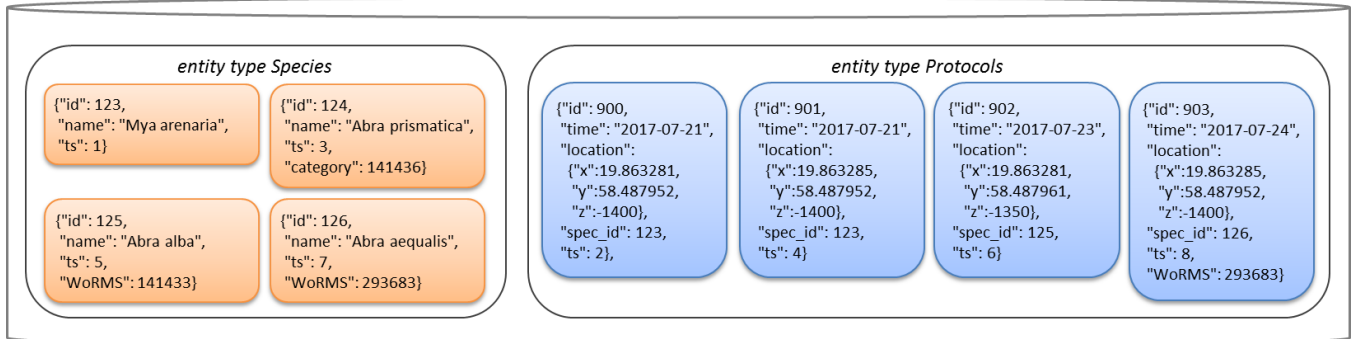 entity type Species
{"id": 123,
"name": "Mya arenaria",
"ts": 1}
{"id": 124,
"name": "Abra prismatica",
"ts": 3,
"category": 141436}
{"id": 125,
"name": "Abra alba",
"ts": 5,
"WoRMS": 141433}
{"id": 126,
"name": "Abra aequalis",
"ts": 7,
"WoRMS": 293683}
entity type Protocols
{"id": 900,
"time": "2017-07-21",
"location":
{"x":19.863281,
"y":58.487952,
"z":-1400},
"spec_id": 123,
"ts": 2},
{"id": 901,
"time": "2017-07-21",
"location":
{"x":19.863285,
"y":58.487952,
"z":-1400},
"spec_id": 123,
"ts": 4}
{"id": 902,
"time": "2017-07-23",
"location":
{"x":19.863281,
"y":58.487961,
"z":-1350},
"spec_id": 125,
"ts": 6}
{"id": 903,
"time": "2017-07-24",
"location":
{"x":19.863285,
"y":58.487952,
"z":-1400},
"spec_id": 126,
"ts": 8,
"WoRMS": 293683}